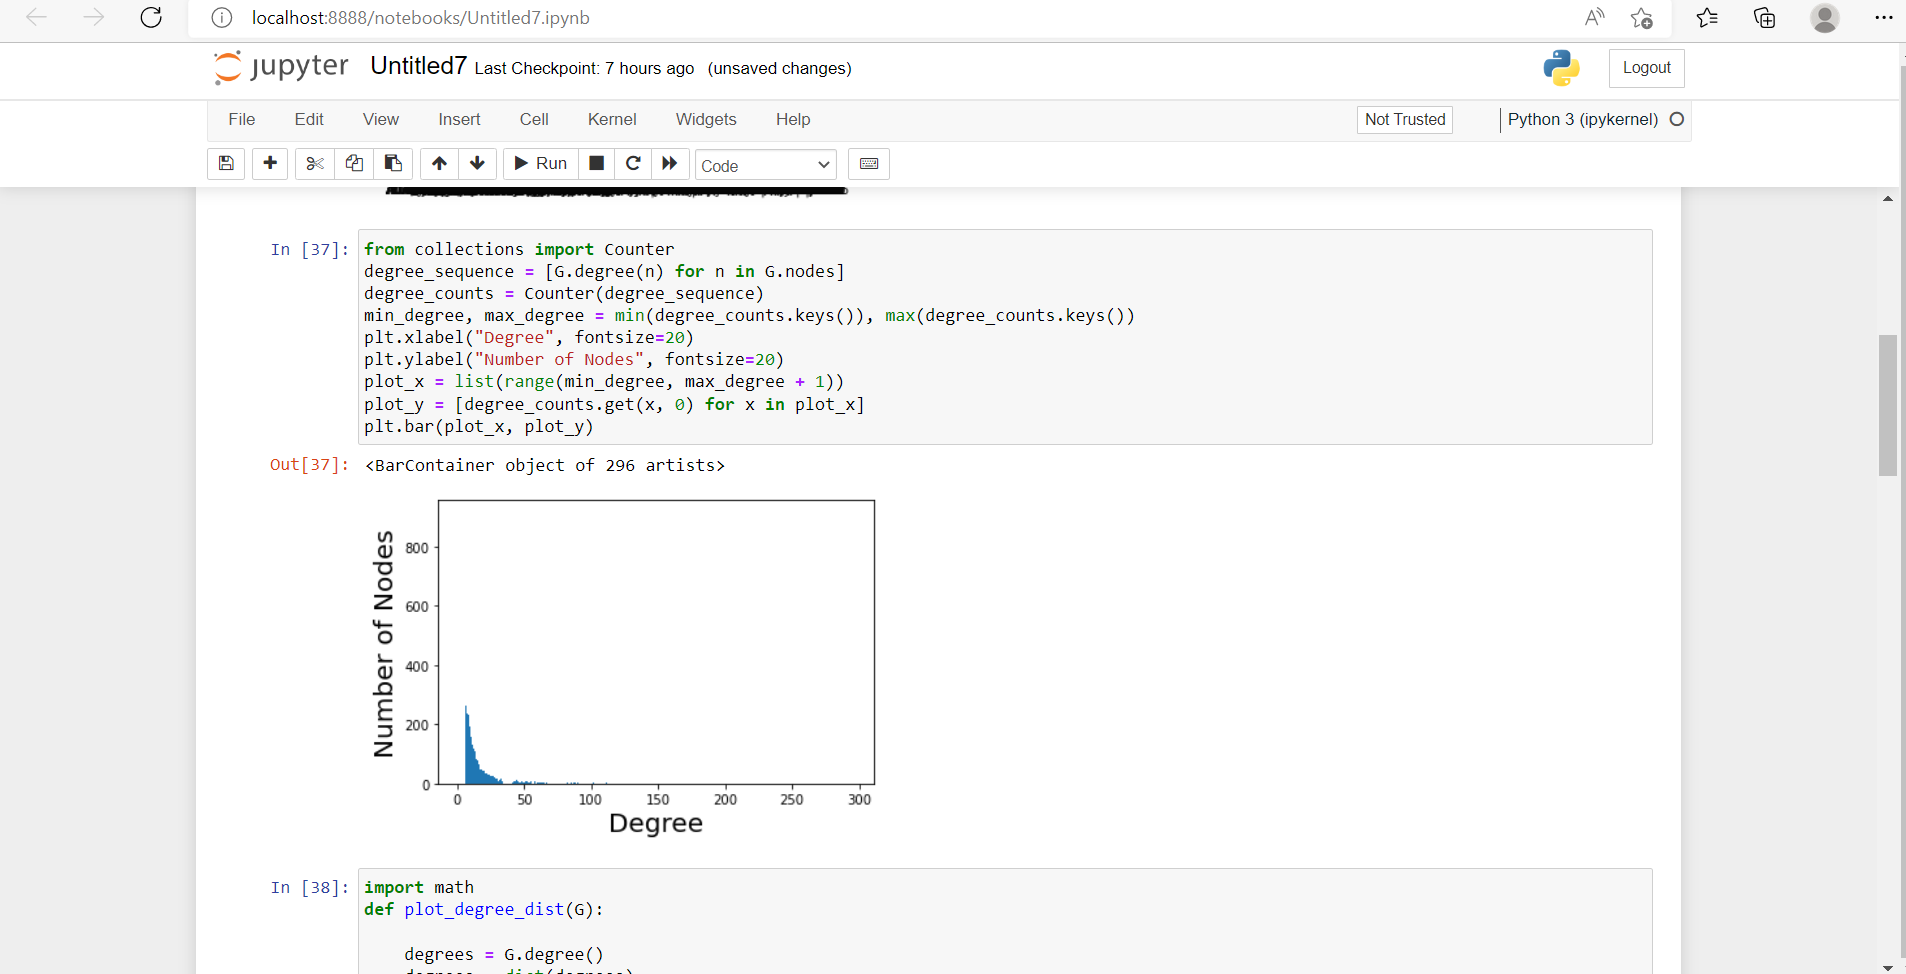 localhost:8888/notebooks/Untitled7.ipynb
jupyter Untitled7 Last Checkpoint: 7 hours ago (unsaved changes)
Logout
File Edit View Insert Cell Kernel Widgets Help
Not Trusted
Python 3 (ipykernel)
Run
Code
In [37]:
from collections import Counter
degree_sequence = [G.degree(n) for n in G.nodes]
degree_counts = Counter(degree_sequence)
min_degree, max_degree = min(degree_counts.keys()), max(degree_counts.keys())
plt.xlabel("Degree", fontsize=20)
plt.ylabel("Number of Nodes", fontsize=20)
plot_x = list(range(min_degree, max_degree + 1))
plot_y = [degree_counts.get(x, 0) for x in plot_x]
plt.bar(plot_x, plot_y)
Out[37]: <BarContainer object of 296 artists>
Number of Nodes
800
600
400
200
0
0 50 100 150 200 250 300
Degree
In [38]:
import math
def plot_degree_dist(G):
degrees = G.degree()